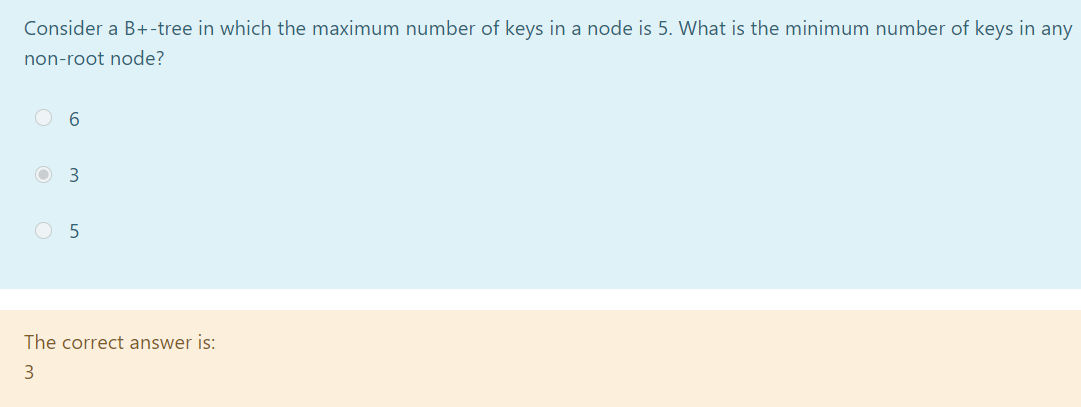 Consider a B+-tree in which the maximum number of keys in a node is 5. What is the minimum number of keys in any
non-root node?
6
3
5
The correct answer is:
3